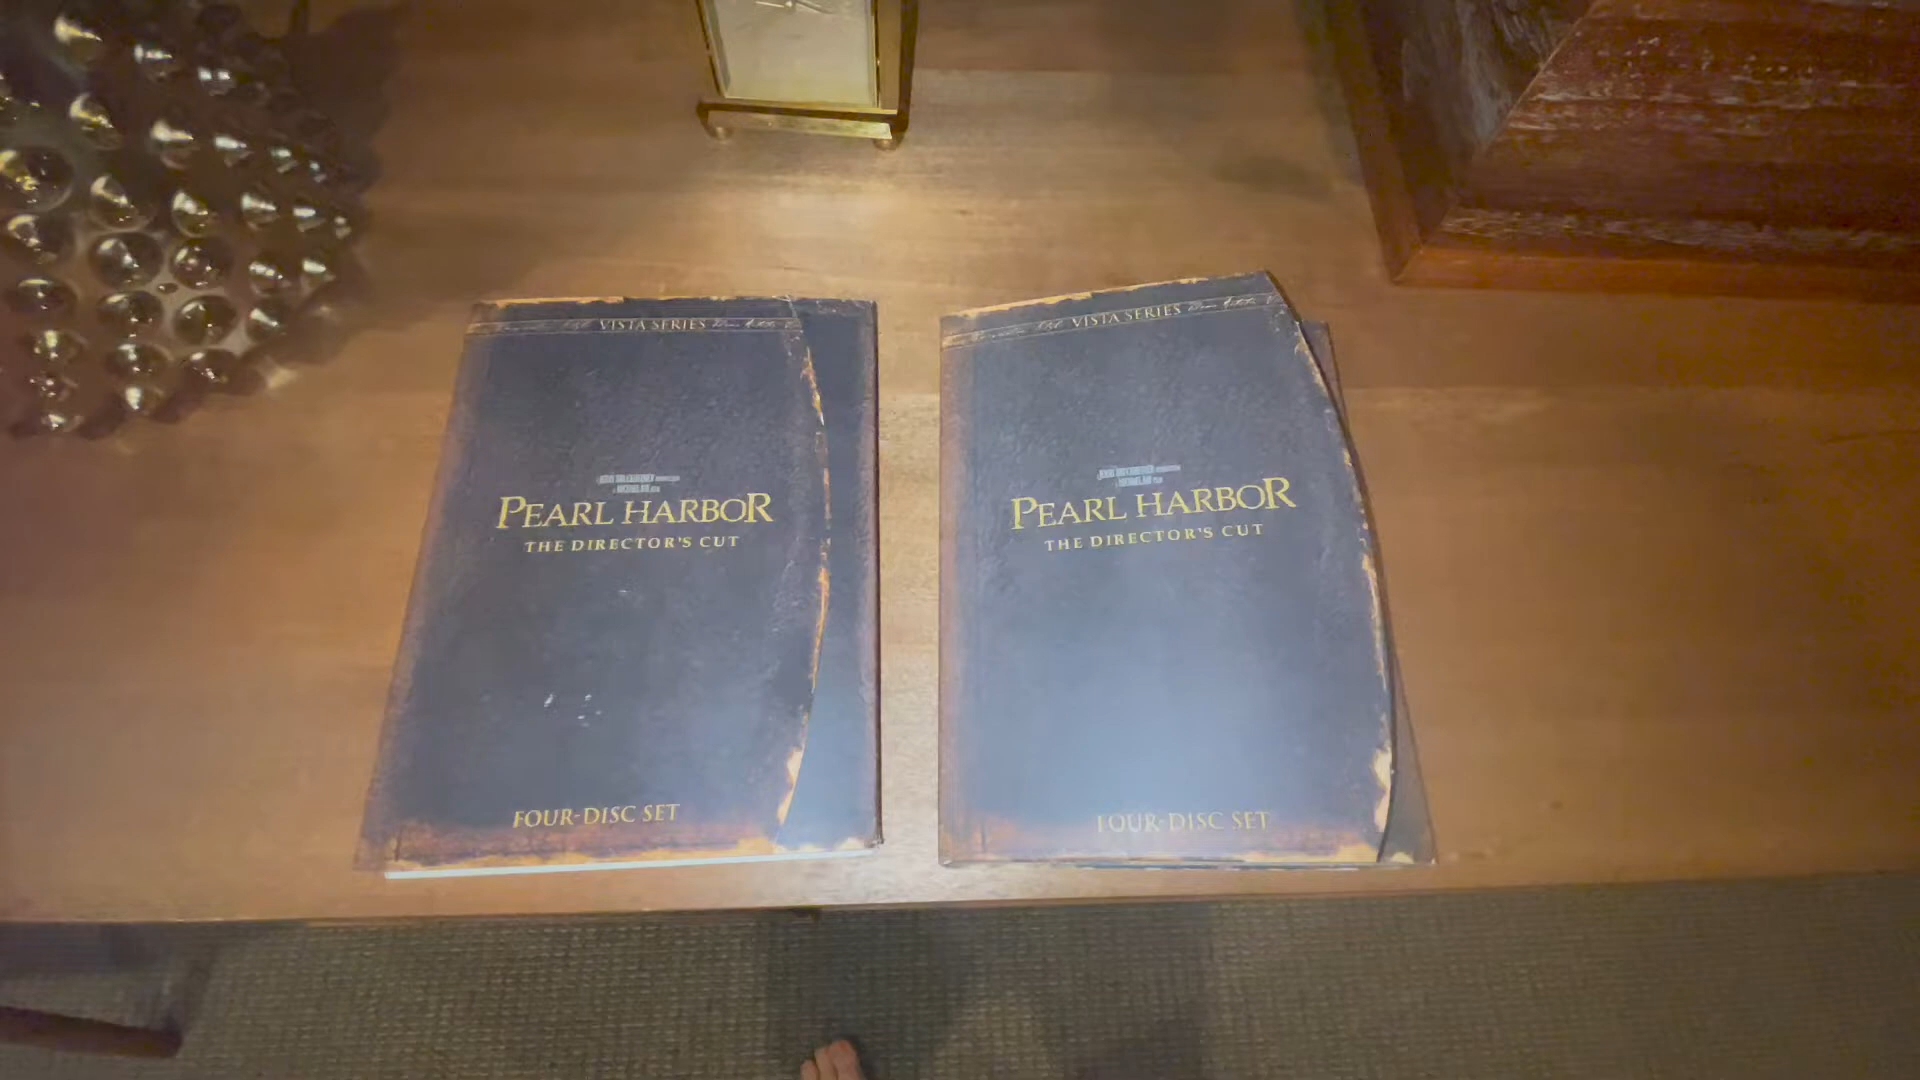 VISTA SERIES
PEARL HARBOR
THE DIRECTOR'S CUT
FOUR-DISC SET
VISTA SERIES
PEARL HARBOR
THE DIRECTOR'S CUT
FOUR-DISC SET